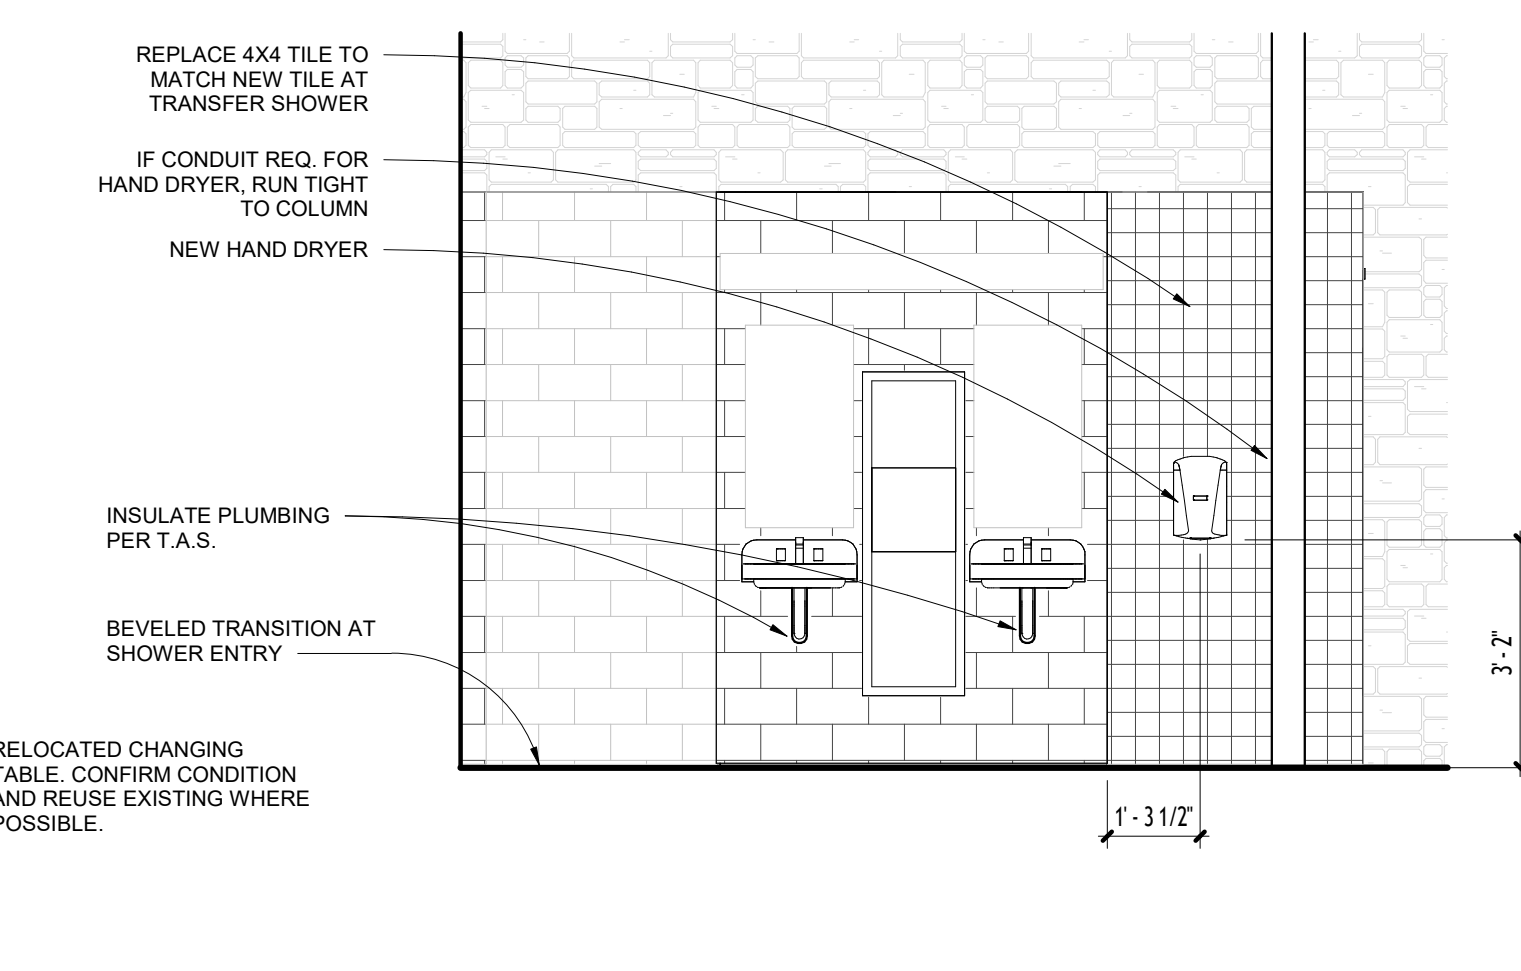 REPLACE 4X4 TILE TO
MATCH NEW TILE AT
TRANSFER SHOWER
IF CONDUIT REQ. FOR
HAND DRYER, RUN TIGHT
TO COLUMN
NEW HAND DRYER
INSULATE PLUMBING
PER T.A.S.
BEVELED TRANSITION AT
SHOWER ENTRY
RELOCATED CHANGING
TABLE. CONFIRM CONDITION
AND REUSE EXISTING WHERE
POSSIBLE.
3' - 2"
1' - 3 1/2"